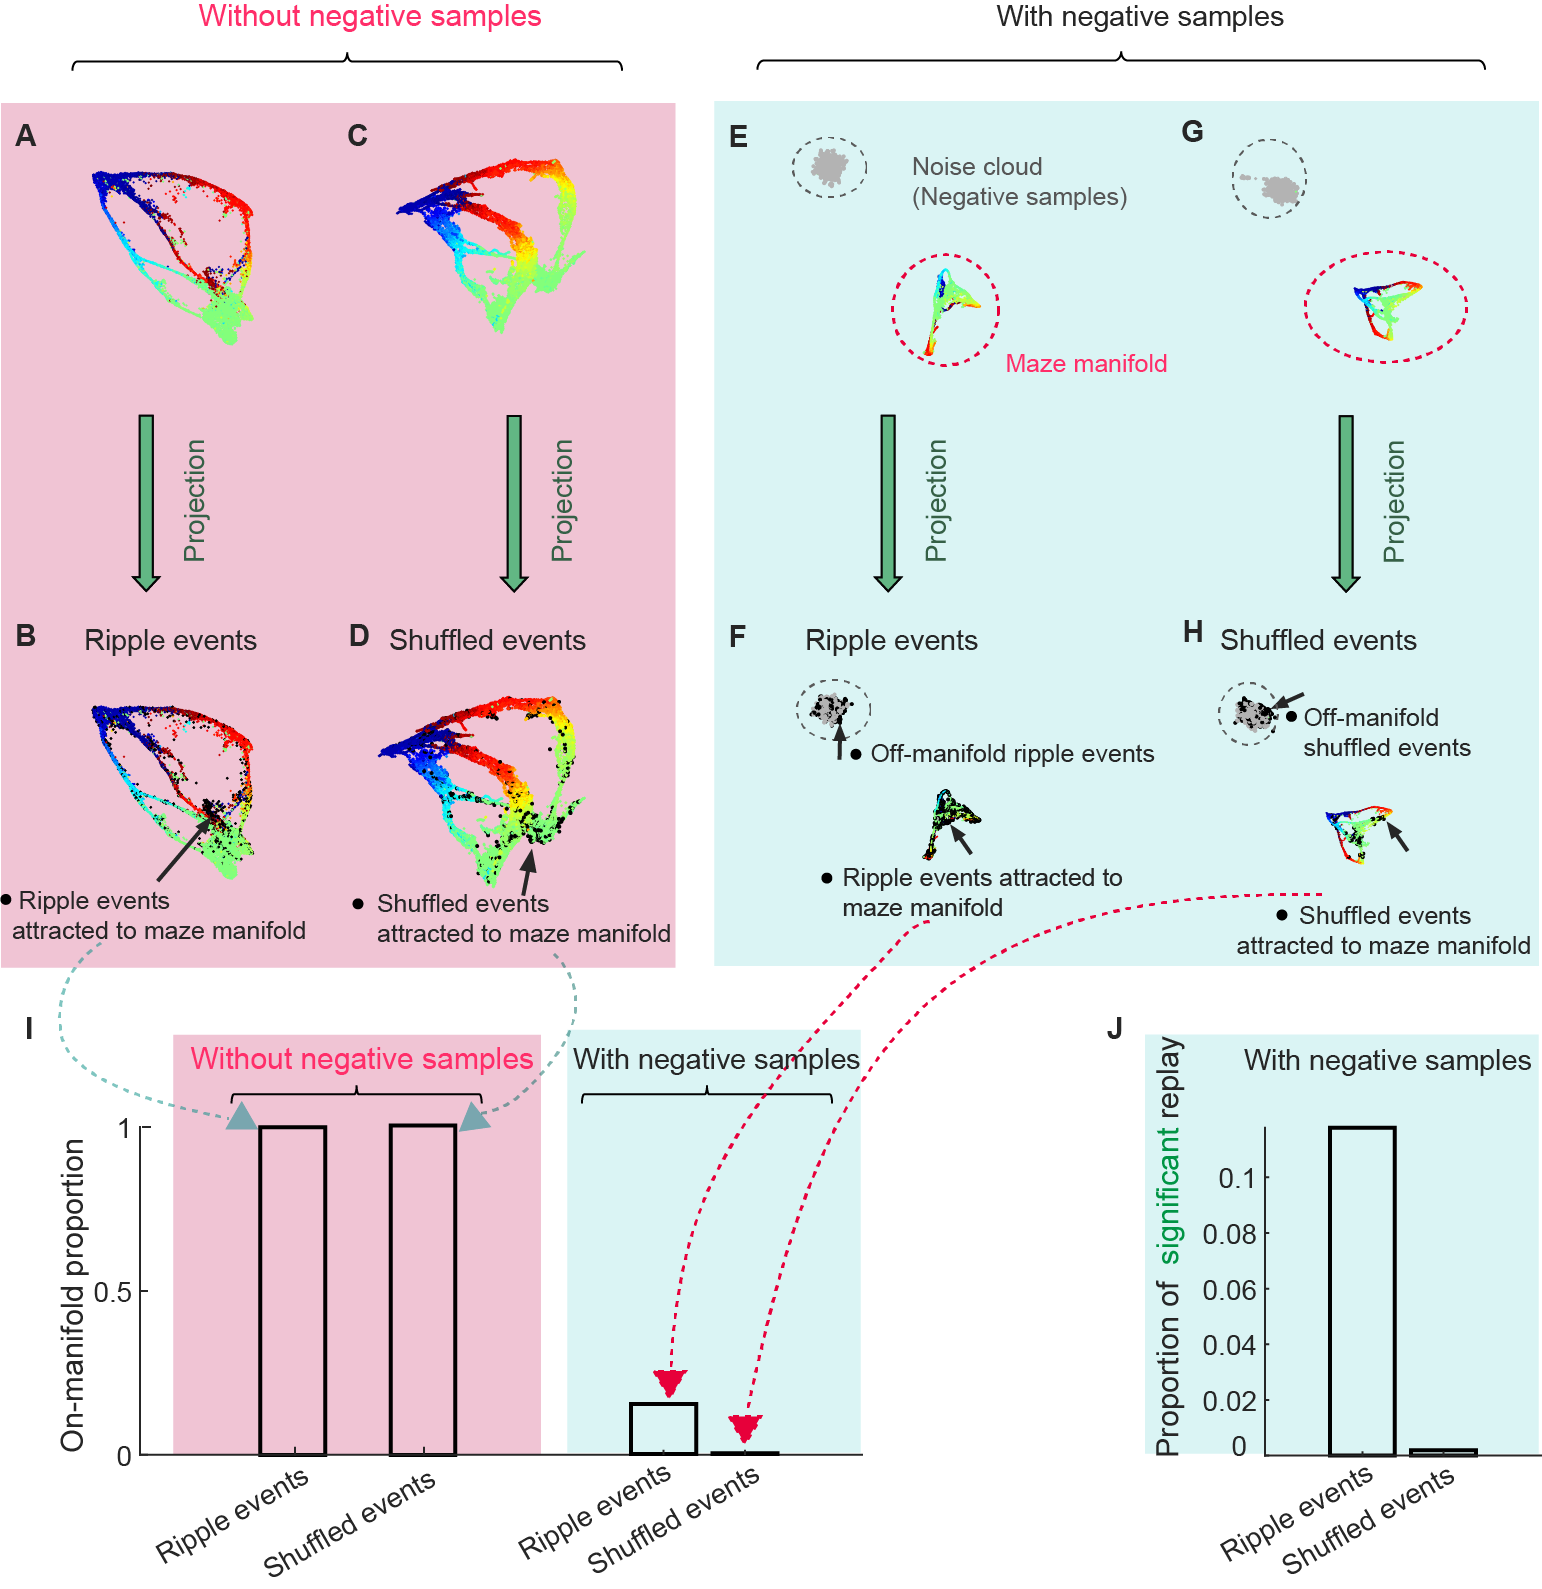 Without negative samples
With negative samples
A
C
E
G
Noise cloud
(Negative samples)
Maze manifold
Projection
Projection
Projection
Projection
B
Ripple events
D
Shuffled events
F
Ripple events
H
Shuffled events
Off-manifold ripple events
Off-manifold
shuffled events
Ripple events
attracted to maze manifold
Shuffled events
attracted to maze manifold
Ripple events attracted to
maze manifold
Shuffled events
attracted to maze manifold
I
Without negative samples
With negative samples
On-manifold proportion
1
0.5
0
Ripple events
Shuffled events
Ripple events
Shuffled events
J
With negative samples
Proportion of significant replay
0.1
0.08
0.06
0.04
0.02
0
Ripple events
Shuffled events